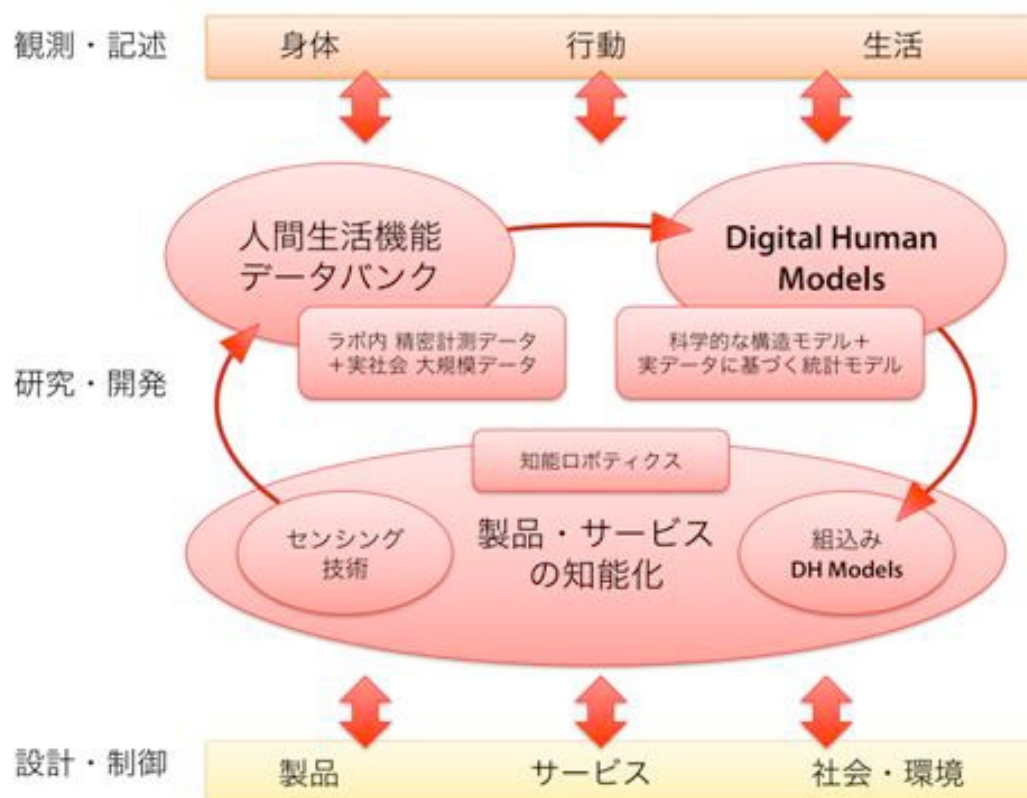 観測・記述
身体
行動
生活
人間生活機能
データバンク
Digital Human
Models
ラボ内 精密計測データ
＋実社会 大規模データ
科学的な構造モデル＋
実データに基づく統計モデル
研究・開発
知能ロボティクス
センシング
技術
製品・サービス
の知能化
組込み
DH Models
設計・制御
製品
サービス
社会・環境